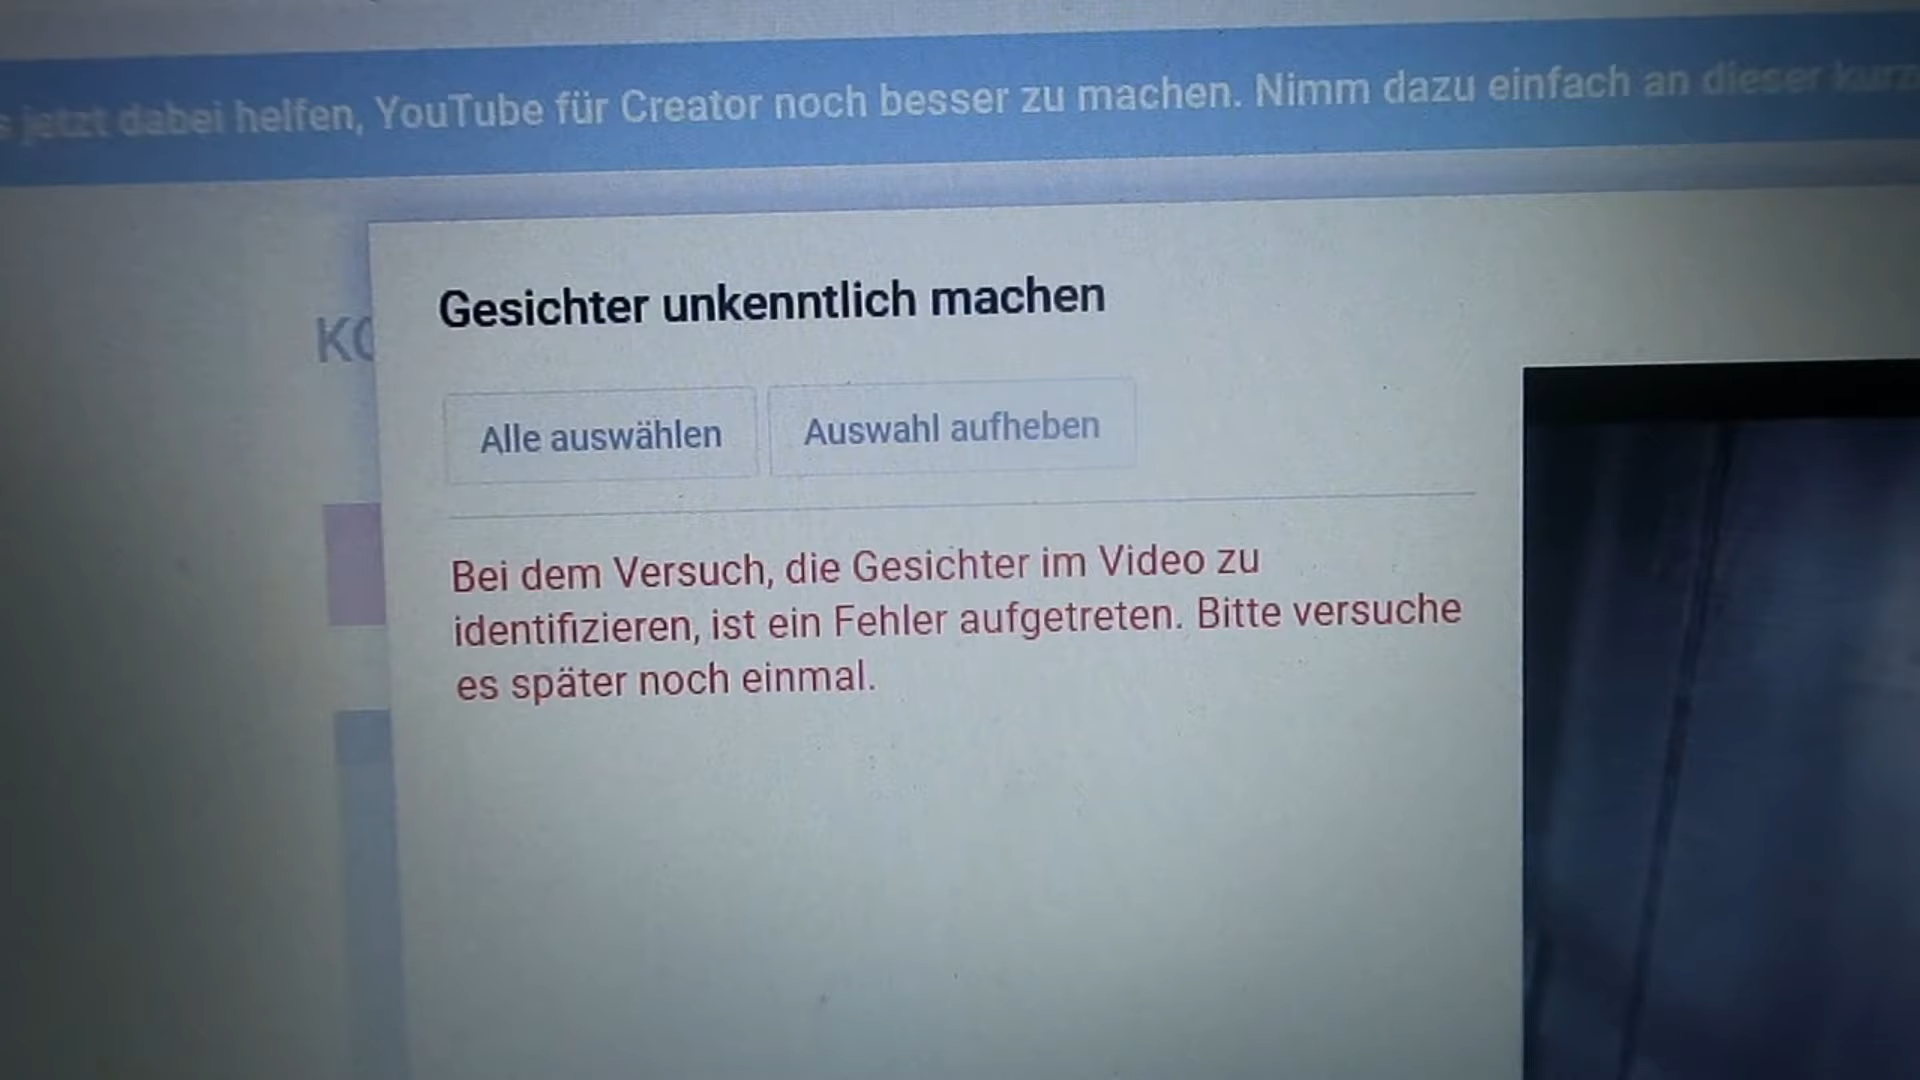 jetzt dabei helfen, YouTube für Creator noch besser zu machen. Nimm dazu einfach an dieser
Gesichter unkenntlich machen
Alle auswählen Auswahl aufheben
Bei dem Versuch, die Gesichter im Video zu
identifizieren, ist ein Fehler aufgetreten. Bitte versuche
es später noch einmal.